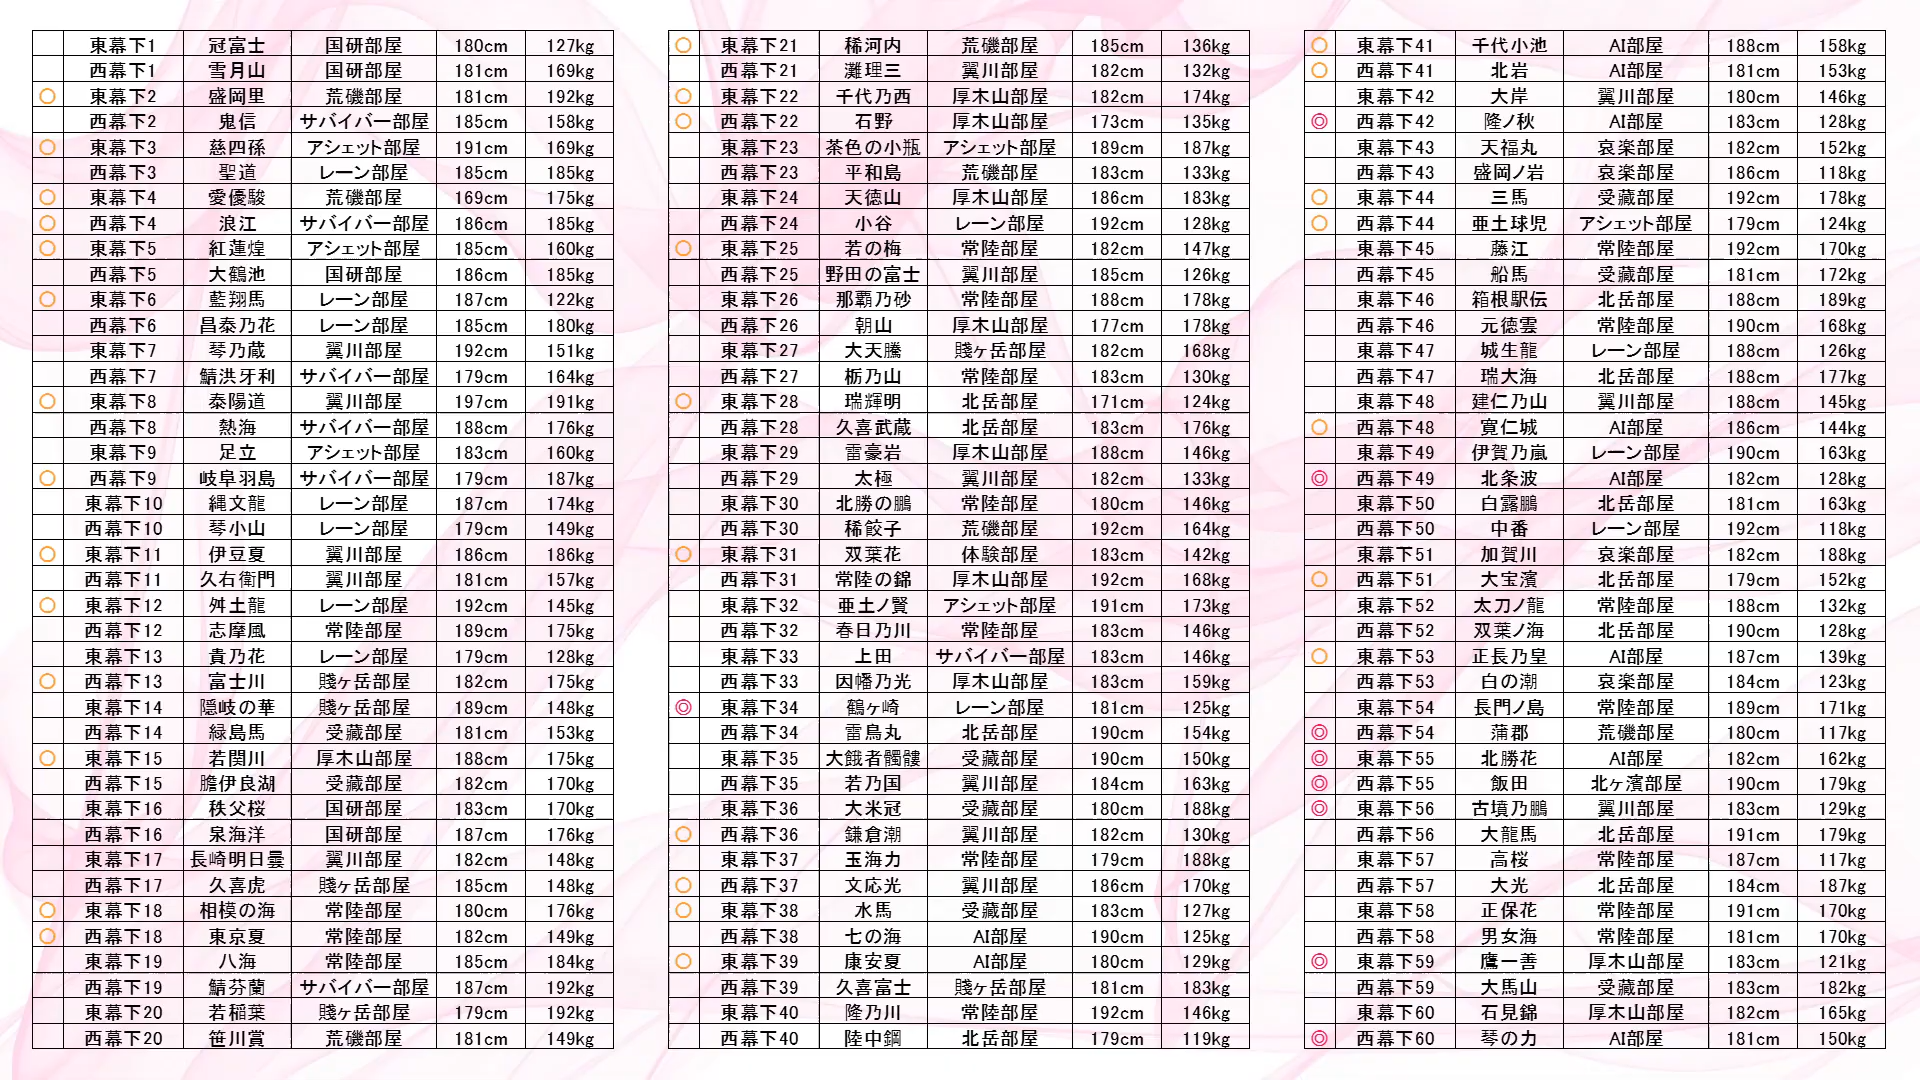 東幕下1 冠富士 国研部屋 180cm 127kg
西幕下1 雪月山 国研部屋 181cm 169kg
○ 東幕下2 盛岡里 荒磯部屋 181cm 192kg
西幕下2 鬼信 サバイバー部屋 185cm 158kg
○ 東幕下3 慈四孫 アシェット部屋 191cm 169kg
西幕下3 聖道 レーン部屋 185cm 185kg
○ 東幕下4 愛優駿 荒磯部屋 169cm 175kg
○ 西幕下4 浪江 サバイバー部屋 186cm 185kg
○ 東幕下5 紅蓮煌 アシェット部屋 185cm 160kg
西幕下5 大鶴池 国研部屋 186cm 185kg
○ 東幕下6 藍翔馬 レーン部屋 187cm 122kg
西幕下6 昌泰乃花 レーン部屋 185cm 180kg
東幕下7 琴乃蔵 翼川部屋 192cm 151kg
西幕下7 鯖洪牙利 サバイバー部屋 179cm 164kg
○ 東幕下8 泰陽道 翼川部屋 197cm 191kg
西幕下8 熱海 サバイバー部屋 188cm 176kg
東幕下9 足立 アシェット部屋 183cm 160kg
○ 西幕下9 岐阜羽島 サバイバー部屋 179cm 187kg
東幕下10 縄文龍 レーン部屋 187cm 174kg
西幕下10 琴小山 レーン部屋 179cm 149kg
○ 東幕下11 伊豆夏 翼川部屋 186cm 186kg
西幕下11 久右衛門 翼川部屋 181cm 157kg
○ 東幕下12 舛土龍 レーン部屋 192cm 145kg
西幕下12 志摩風 常陸部屋 189cm 175kg
東幕下13 貴乃花 レーン部屋 179cm 128kg
○ 西幕下13 富士川 賤ヶ岳部屋 182cm 175kg
東幕下14 隠岐の華 賤ヶ岳部屋 189cm 148kg
西幕下14 緑島馬 受藏部屋 181cm 153kg
○ 東幕下15 若関川 厚木山部屋 188cm 175kg
西幕下15 膽伊良湖 受藏部屋 182cm 170kg
東幕下16 秩父桜 国研部屋 183cm 170kg
西幕下16 泉海洋 国研部屋 187cm 176kg
東幕下17 長崎明日曇 翼川部屋 182cm 148kg
西幕下17 久喜虎 賤ヶ岳部屋 185cm 148kg
○ 東幕下18 相模の海 常陸部屋 180cm 176kg
○ 西幕下18 東京夏 常陸部屋 182cm 149kg
東幕下19 八海 常陸部屋 185cm 184kg
西幕下19 鯖芬蘭 サバイバー部屋 187cm 192kg
東幕下20 若稲葉 賤ヶ岳部屋 179cm 192kg
西幕下20 笹川賞 荒磯部屋 181cm 149kg
○ 東幕下21 稀河内 荒磯部屋 185cm 136kg
西幕下21 灘理三 翼川部屋 182cm 132kg
○ 東幕下22 千代乃西 厚木山部屋 182cm 174kg
○ 西幕下22 石野 厚木山部屋 173cm 135kg
東幕下23 茶色の小瓶 アシェット部屋 189cm 187kg
西幕下23 平和島 荒磯部屋 183cm 133kg
東幕下24 天徳山 厚木山部屋 186cm 183kg
西幕下24 小谷 レーン部屋 192cm 128kg
○ 東幕下25 若の梅 常陸部屋 182cm 147kg
西幕下25 野田の富士 翼川部屋 185cm 126kg
東幕下26 那覇乃砂 常陸部屋 188cm 178kg
西幕下26 朝山 厚木山部屋 177cm 178kg
東幕下27 大天騰 賤ヶ岳部屋 182cm 168kg
西幕下27 栃乃山 常陸部屋 183cm 130kg
○ 東幕下28 瑞輝明 北岳部屋 171cm 124kg
西幕下28 久喜武蔵 北岳部屋 183cm 176kg
東幕下29 雷豪岩 厚木山部屋 188cm 146kg
西幕下29 太極 翼川部屋 182cm 133kg
東幕下30 北勝の鵬 常陸部屋 180cm 146kg
西幕下30 稀餃子 荒磯部屋 192cm 164kg
○ 東幕下31 双葉花 体験部屋 183cm 142kg
西幕下31 常陸の錦 厚木山部屋 192cm 168kg
東幕下32 亜土ノ賢 アシェット部屋 191cm 173kg
西幕下32 春日乃川 常陸部屋 183cm 146kg
東幕下33 上田 サバイバー部屋 183cm 146kg
西幕下33 因幡乃光 厚木山部屋 183cm 159kg
◎ 東幕下34 鶴ヶ崎 レーン部屋 181cm 125kg
西幕下34 雷鳥丸 北岳部屋 190cm 154kg
東幕下35 大餓者髑髏 受藏部屋 190cm 150kg
西幕下35 若乃国 翼川部屋 184cm 163kg
東幕下36 大米冠 受藏部屋 180cm 188kg
○ 西幕下36 鎌倉潮 翼川部屋 182cm 130kg
東幕下37 玉海力 常陸部屋 179cm 188kg
○ 西幕下37 文応光 翼川部屋 186cm 170kg
○ 東幕下38 水馬 受藏部屋 183cm 127kg
西幕下38 七の海 AI部屋 190cm 125kg
○ 東幕下39 康安夏 AI部屋 180cm 129kg
西幕下39 久喜富士 賤ヶ岳部屋 181cm 183kg
東幕下40 隆乃川 常陸部屋 192cm 146kg
西幕下40 陸中鋼 北岳部屋 179cm 119kg
○ 東幕下41 千代小池 AI部屋 188cm 158kg
○ 西幕下41 北岩 AI部屋 181cm 153kg
東幕下42 大岸 翼川部屋 180cm 146kg
◎ 西幕下42 隆ノ秋 AI部屋 183cm 128kg
東幕下43 天福丸 哀楽部屋 182cm 152kg
西幕下43 盛岡ノ岩 哀楽部屋 186cm 118kg
○ 東幕下44 三馬 受藏部屋 192cm 178kg
○ 西幕下44 亜土球児 アシェット部屋 179cm 124kg
東幕下45 藤江 常陸部屋 192cm 170kg
西幕下45 船馬 受藏部屋 181cm 172kg
東幕下46 箱根駅伝 北岳部屋 188cm 189kg
西幕下46 元徳雲 常陸部屋 190cm 168kg
東幕下47 城生龍 レーン部屋 188cm 126kg
西幕下47 瑞大海 北岳部屋 188cm 177kg
東幕下48 建仁乃山 翼川部屋 188cm 145kg
○ 西幕下48 寛仁城 AI部屋 186cm 144kg
東幕下49 伊賀乃嵐 レーン部屋 190cm 163kg
◎ 西幕下49 北条波 AI部屋 182cm 128kg
東幕下50 白露鵬 北岳部屋 181cm 163kg
西幕下50 中番 レーン部屋 192cm 118kg
東幕下51 加賀川 哀楽部屋 182cm 188kg
○ 西幕下51 大宝濱 北岳部屋 179cm 152kg
東幕下52 太刀ノ龍 常陸部屋 188cm 132kg
西幕下52 双葉ノ海 北岳部屋 190cm 128kg
○ 東幕下53 正長乃皇 AI部屋 187cm 139kg
西幕下53 白の潮 哀楽部屋 184cm 123kg
東幕下54 長門ノ島 常陸部屋 189cm 171kg
◎ 西幕下54 蒲郡 荒磯部屋 180cm 117kg
◎ 東幕下55 北勝花 AI部屋 182cm 162kg
◎ 西幕下55 飯田 北ヶ濱部屋 190cm 179kg
◎ 東幕下56 古墳乃鵬 翼川部屋 183cm 129kg
西幕下56 大龍馬 北岳部屋 191cm 179kg
東幕下57 高桜 常陸部屋 187cm 117kg
西幕下57 大光 北岳部屋 184cm 187kg
東幕下58 正保花 常陸部屋 191cm 170kg
西幕下58 男女海 常陸部屋 181cm 170kg
◎ 東幕下59 鷹一善 厚木山部屋 183cm 121kg
西幕下59 大馬山 受藏部屋 183cm 182kg
東幕下60 石見錦 厚木山部屋 182cm 165kg
◎ 西幕下60 琴の力 AI部屋 181cm 150kg